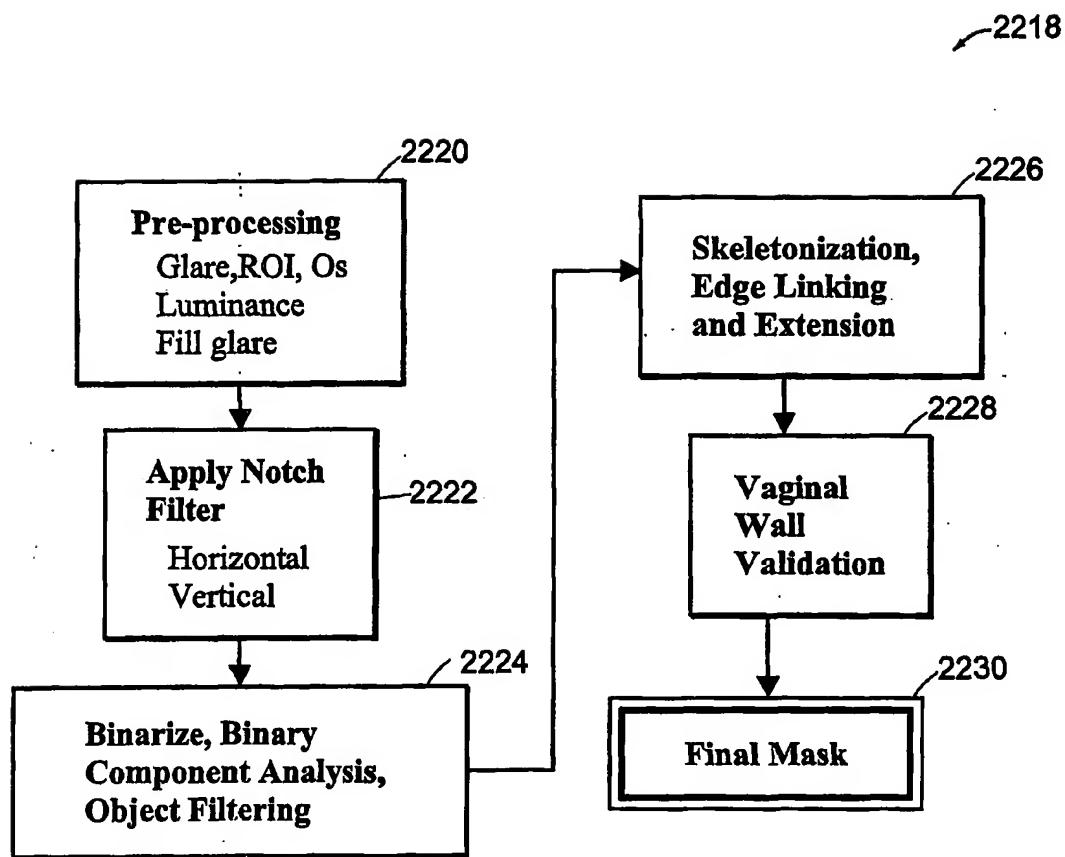 2218
2220
Pre-processing
Glare,ROI, Os
Luminance
Fill glare
2222
Apply Notch
Filter
Horizontal
Vertical
2224
Binarize, Binary
Component Analysis,
Object Filtering
2226
Skeletonization,
Edge Linking
and Extension
2228
Vaginal
Wall
Validation
2230
Final Mask